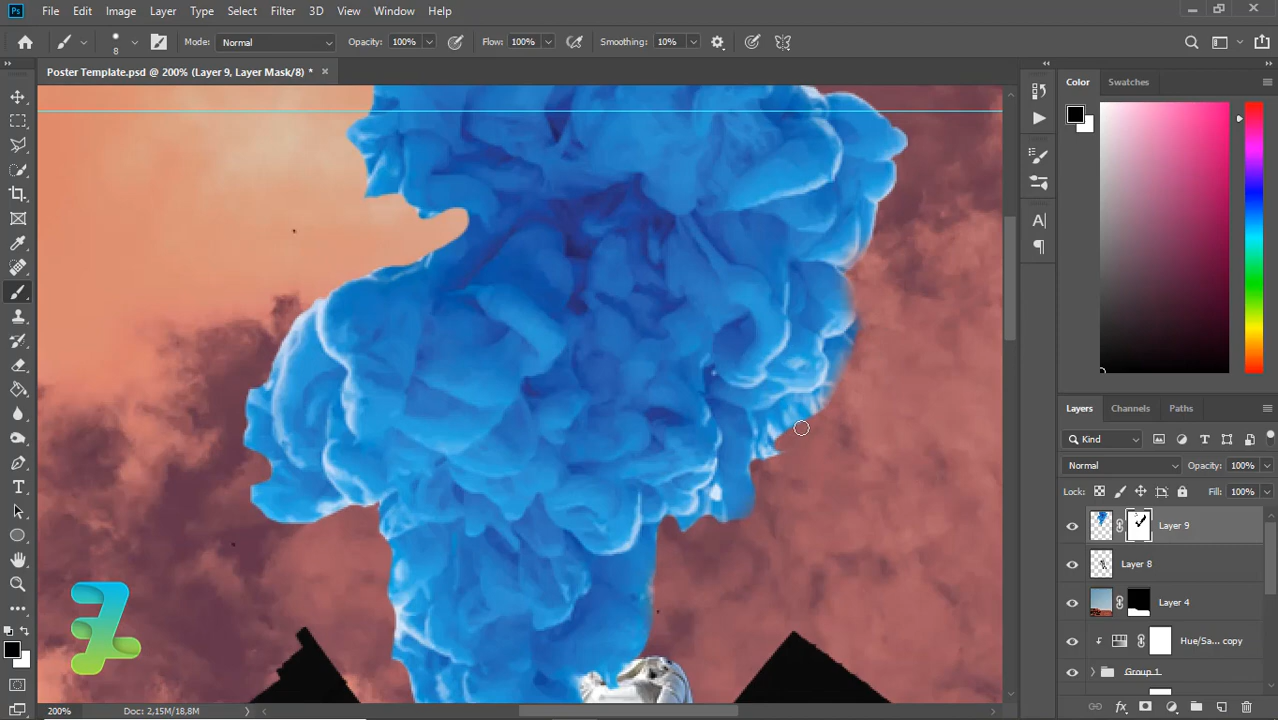 Ps File Edit Image Layer Type Select Filter 3D View Window Help
8 Mode: Normal Opacity: 100% Flow: 100% Smoothing: 10%
Poster Template.psd @ 200% (Layer 9, Layer Mask/8) * ×
Color Swatches
Layers Channels Paths
Kind
Normal Opacity: 100%
Lock: Fill: 100%
Layer 9
Layer 8
Layer 4
Hue/Sa... copy
Group 1
200% Doc: 2,15M/18,8M